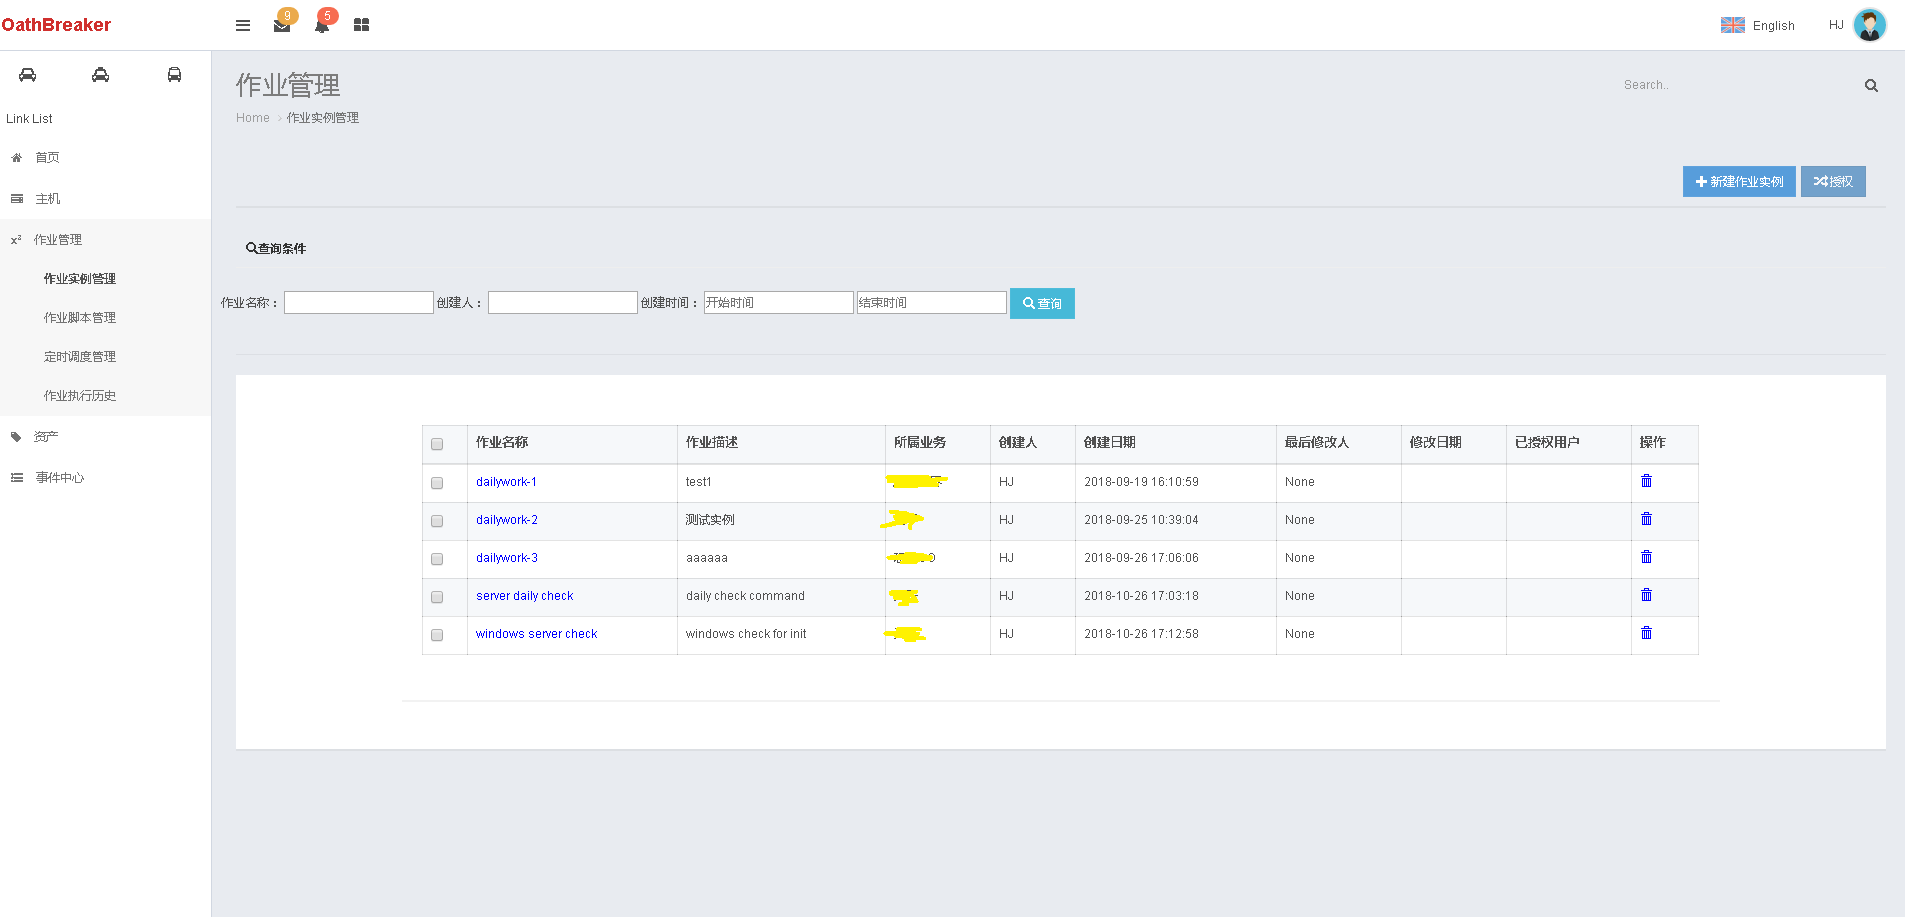 OathBreaker
9
5
English
HJ
Link List
首页
主机
x² 作业管理
作业实例管理
作业脚本管理
定时调度管理
作业执行历史
资产
事件中心
作业管理
Search..
Home > 作业实例管理
新建作业实例 授权
查询条件
作业名称： 创建人： 创建时间： 开始时间 结束时间 查询
作业名称 作业描述 所属业务 创建人 创建日期 最后修改人 修改日期 已授权用户 操作
dailywork-1 test1 HJ 2018-09-19 16:10:59 None
dailywork-2 测试实例 HJ 2018-09-25 10:39:04 None
dailywork-3 aaaaaa HJ 2018-09-26 17:06:06 None
server daily check daily check command HJ 2018-10-26 17:03:18 None
windows server check windows check for init HJ 2018-10-26 17:12:58 None